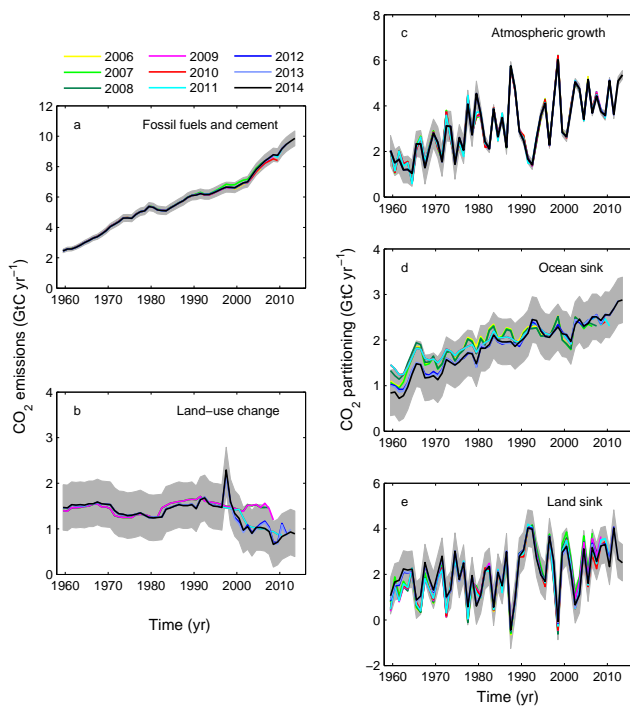 2006 2009 2012
2007 2010 2013
2008 2011 2014
a Fossil fuels and cement
12
10
8
6
4
2
0
1960 1970 1980 1990 2000 2010
CO2 emissions (GtC yr−1)
b Land−use change
4
3
2
1
0
1960 1970 1980 1990 2000 2010
Time (yr)
c Atmospheric growth
8
6
4
2
0
1960 1970 1980 1990 2000 2010
CO2 partitioning (GtC yr−1)
d Ocean sink
4
3
2
1
0
1960 1970 1980 1990 2000 2010
e Land sink
6
4
2
0
−2
1960 1970 1980 1990 2000 2010
Time (yr)